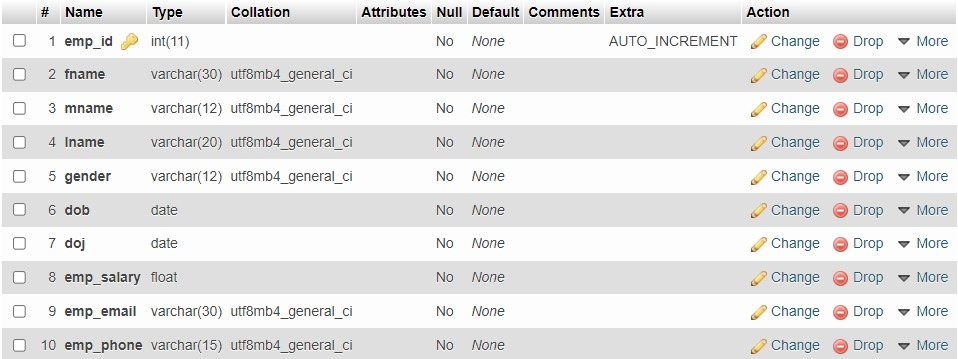 # Name Type Collation Attributes Null Default Comments Extra Action
1 emp_id int(11) No None AUTO_INCREMENT Change Drop More
2 fname varchar(30) utf8mb4_general_ci No None Change Drop More
3 mname varchar(12) utf8mb4_general_ci No None Change Drop More
4 lname varchar(20) utf8mb4_general_ci No None Change Drop More
5 gender varchar(12) utf8mb4_general_ci No None Change Drop More
6 dob date No None Change Drop More
7 doj date No None Change Drop More
8 emp_salary float No None Change Drop More
9 emp_email varchar(30) utf8mb4_general_ci No None Change Drop More
10 emp_phone varchar(15) utf8mb4_general_ci No None Change Drop More